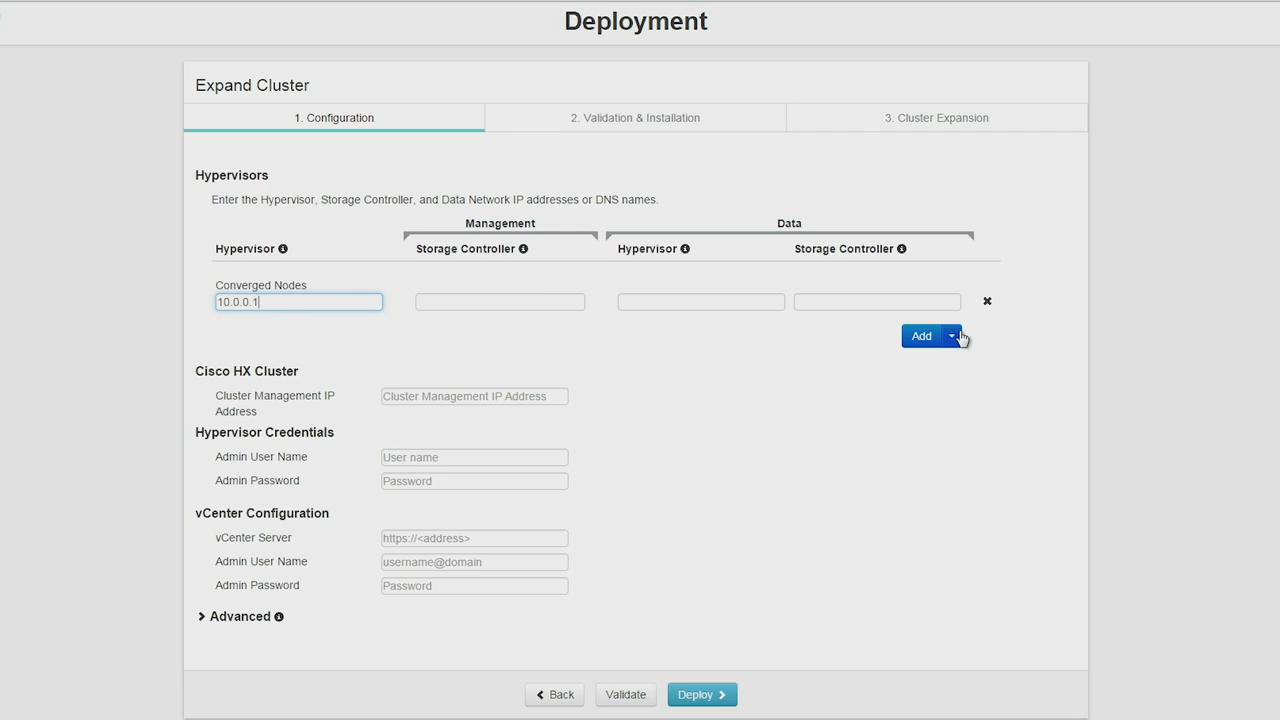 Deployment
Expand Cluster
1. Configuration
2. Validation & Installation
3. Cluster Expansion
Hypervisors
Enter the Hypervisor, Storage Controller, and Data Network IP addresses or DNS names.
Management
Data
Hypervisor
Storage Controller
Hypervisor
Storage Controller
Converged Nodes
10.0.0.1
Add
Cisco HX Cluster
Cluster Management IP
Address
Cluster Management IP Address
Hypervisor Credentials
Admin User Name
User name
Admin Password
Password
vCenter Configuration
vCenter Server
https://<address>
Admin User Name
username@domain
Admin Password
Password
Advanced
Back
Validate
Deploy